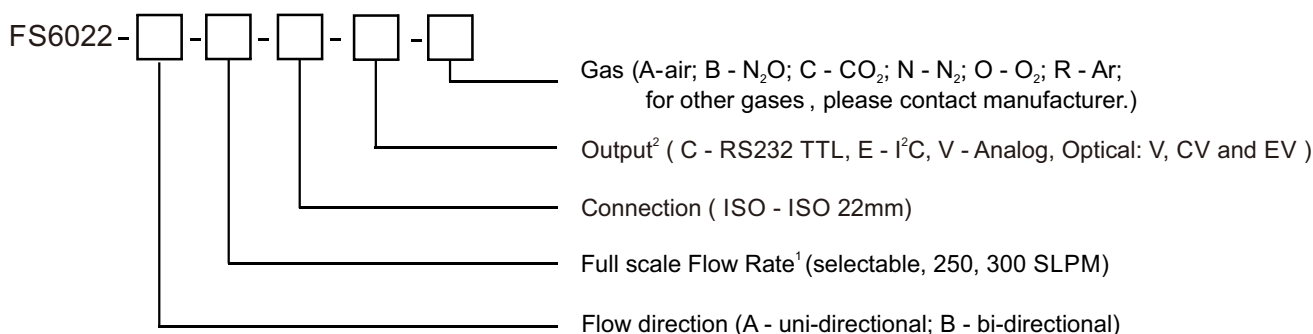 FS6022 - - - - -
Gas (A-air; B - N₂O; C - CO₂; N - N₂; O - O₂; R - Ar;
for other gases , please contact manufacturer.)
Output² ( C - RS232 TTL, E - I²C, V - Analog, Optical: V, CV and EV )
Connection ( ISO - ISO 22mm)
Full scale Flow Rate¹ (selectable, 250, 300 SLPM)
Flow direction (A - uni-directional; B - bi-directional)